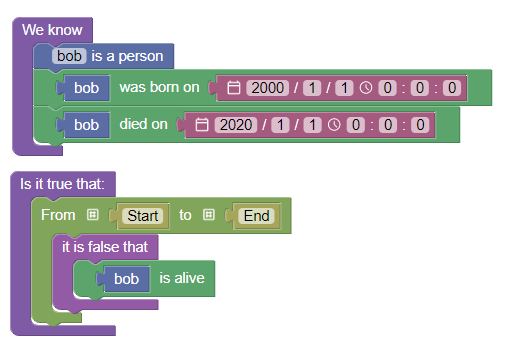 We know
bob is a person
bob was born on 2000 / 1 / 1 0 : 0 : 0
bob died on 2020 / 1 / 1 0 : 0 : 0
Is it true that:
From Start to End
it is false that
bob is alive